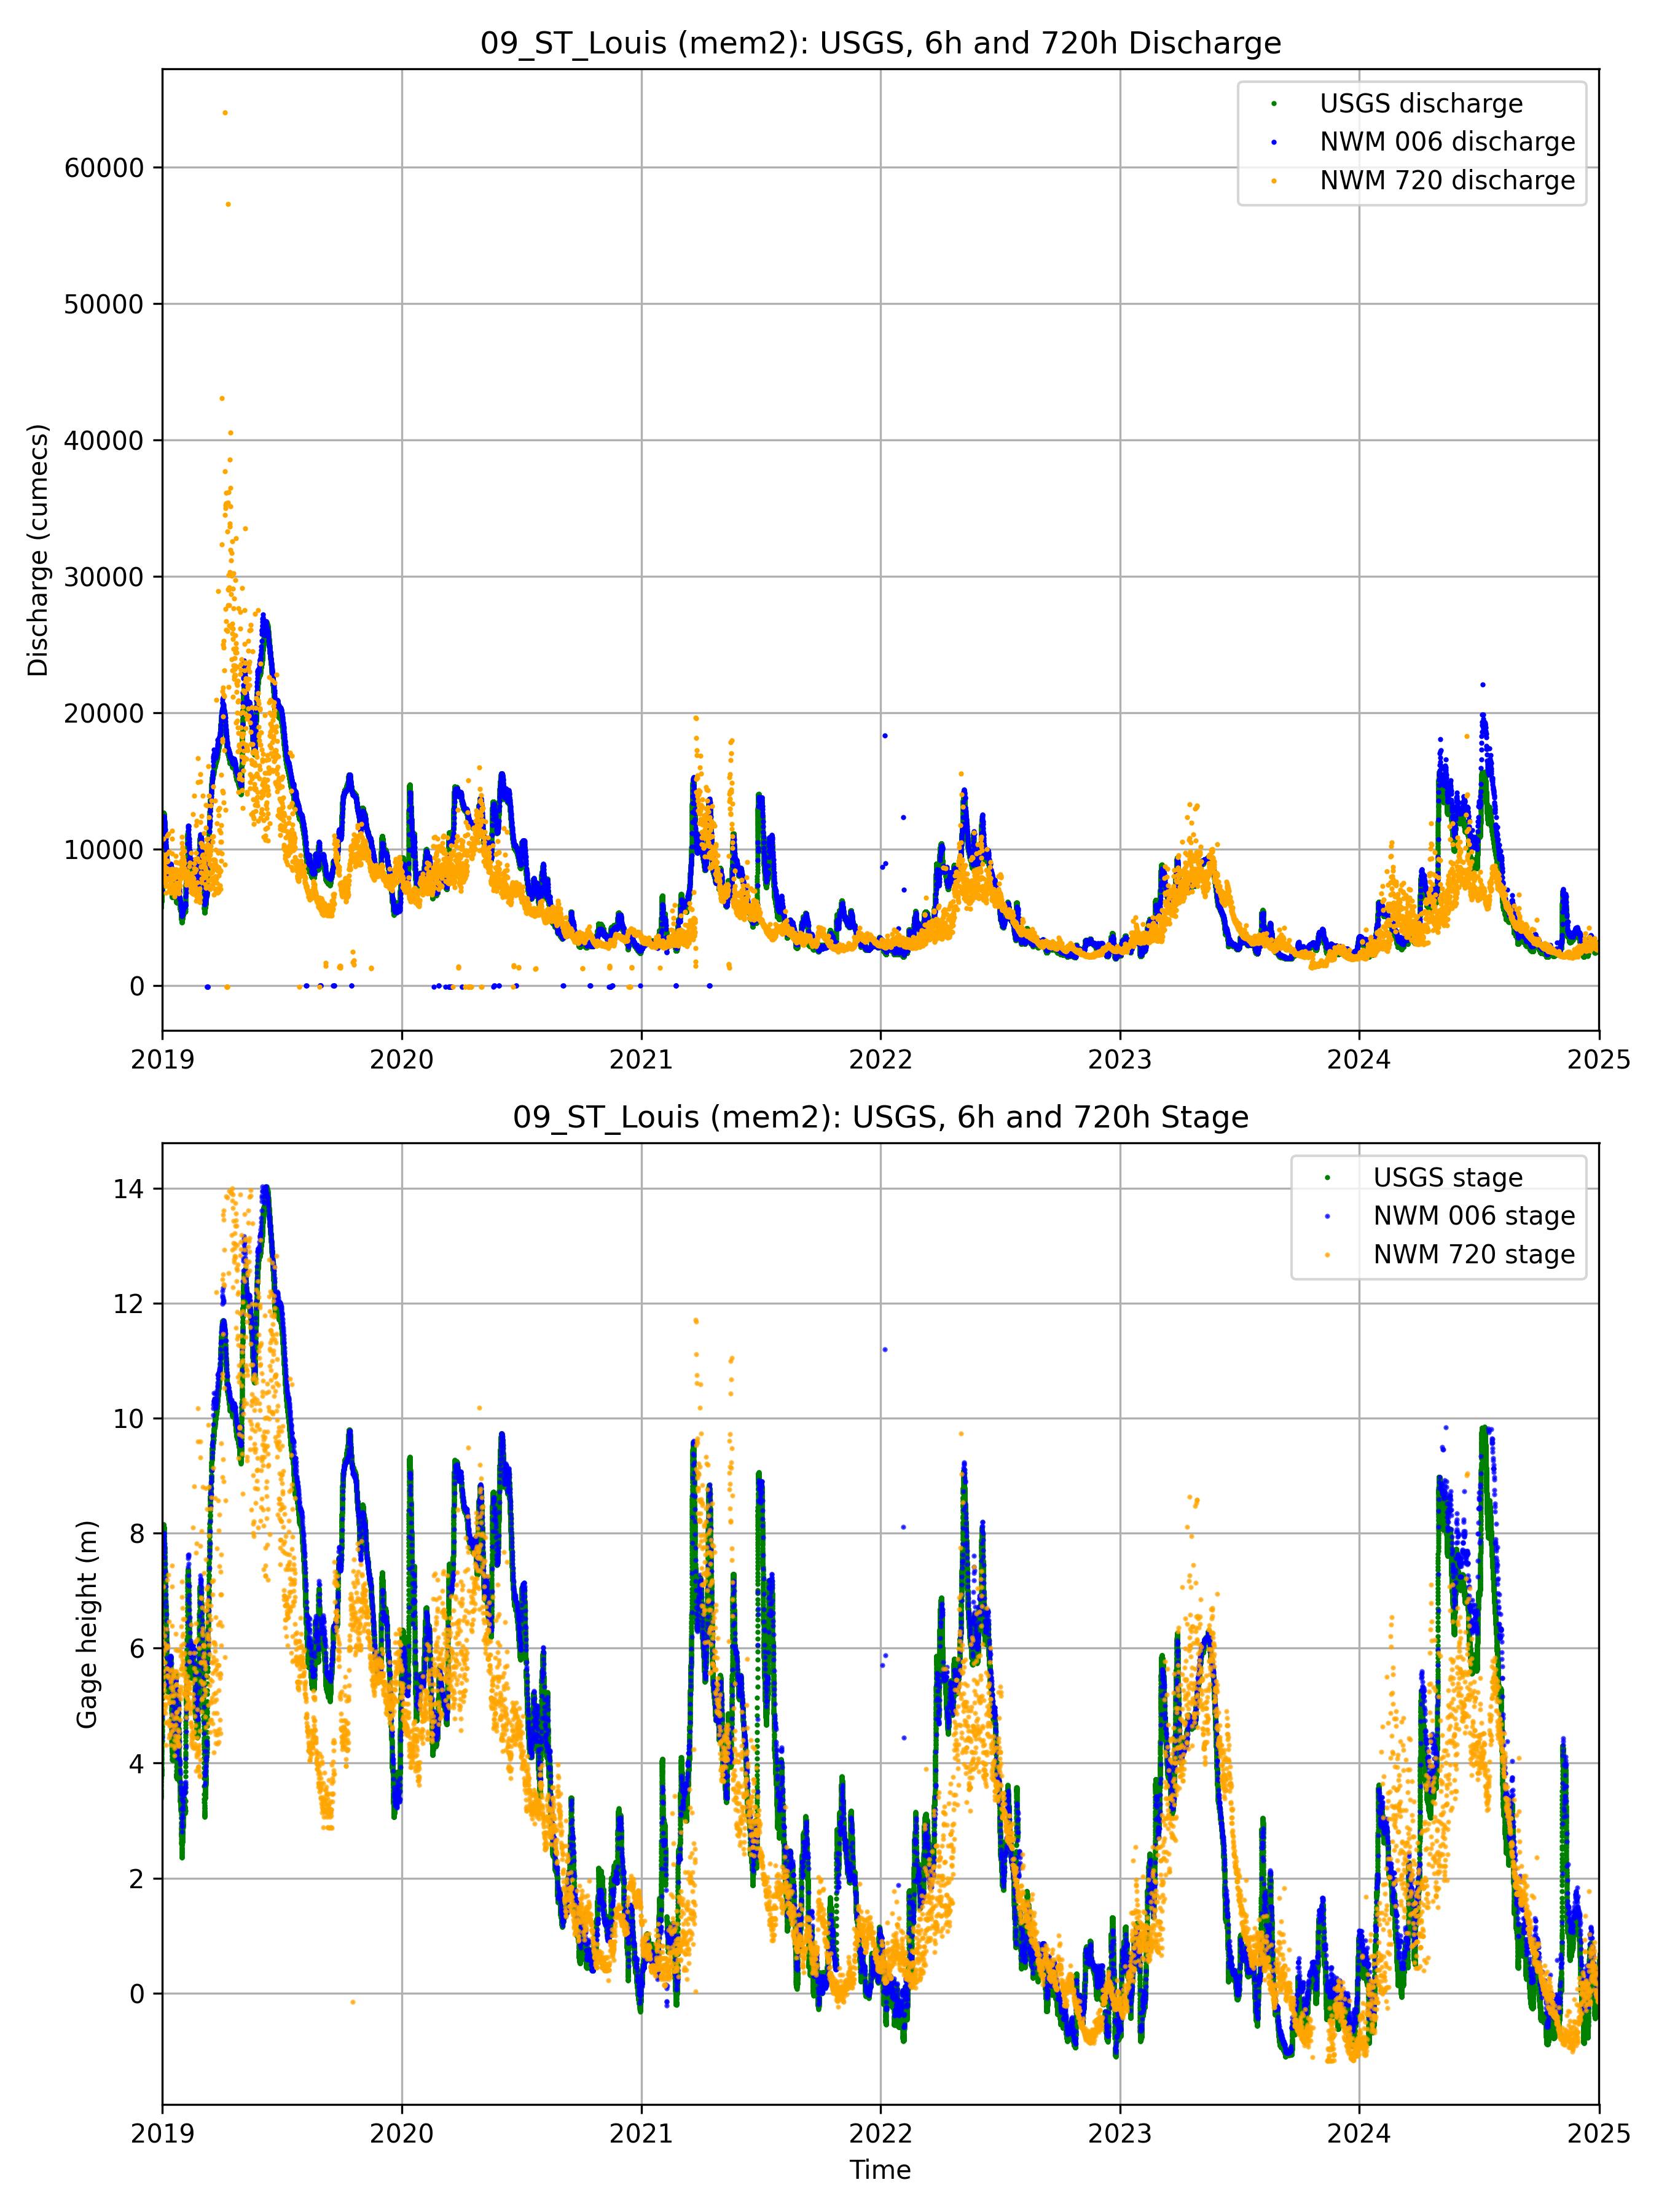 09_ST_Louis (mem2): USGS, 6h and 720h Discharge
USGS discharge
NWM 006 discharge
NWM 720 discharge
Discharge (cumecs)
60000
50000
40000
30000
20000
10000
0
2019 2020 2021 2022 2023 2024 2025
09_ST_Louis (mem2): USGS, 6h and 720h Stage
USGS stage
NWM 006 stage
NWM 720 stage
Gage height (m)
14
12
10
8
6
4
2
0
2019 2020 2021 2022 2023 2024 2025
Time